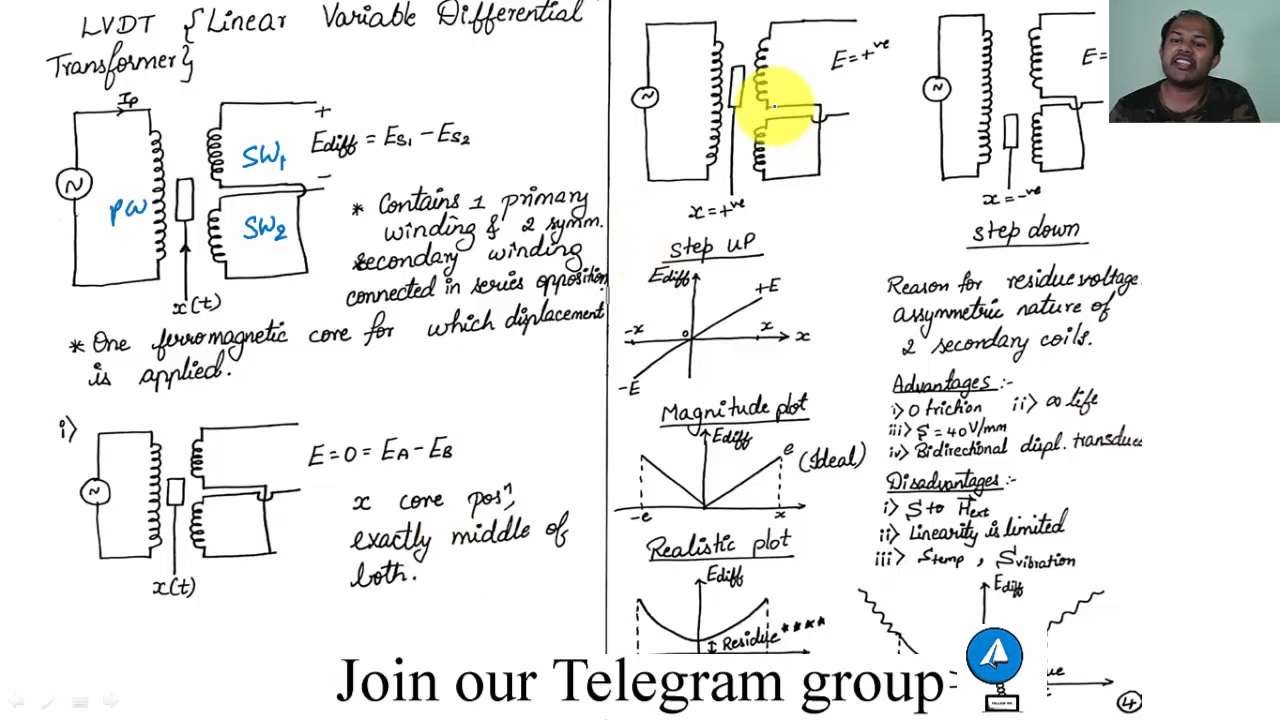 LVDT {Linear Variable Differential
Transformer}
Ip
+
Ediff = ES1 - ES2
SW1
-
PW
SW2
* Contains 1 primary
winding & 2 symm.
secondary winding
connected in series opposition
x(t)
* One ferromagnetic core for which displacement
is applied.
i)
E = 0 = EA - EB
x core posn,
exactly middle of
both.
x(t)
E = +ve
x = +ve
step up
Ediff
+E
-x
0
x
x
-E
Magnitude plot
Ediff
e (Ideal)
-e
x
Realistic plot
Ediff
Residue ****
E =
x = -ve
step down
Reason for residue voltage
assymmetric nature of
2 secondary coils.
Advantages :-
i) 0 friction ii) ∞ life
iii) S = 40V/mm
iv) Bidirectional displ. transduce
Disadvantages :-
i) S to Hext
ii) Linearity is limited
iii) Stemp, Svibration
Ediff
ue
4
Join our Telegram group